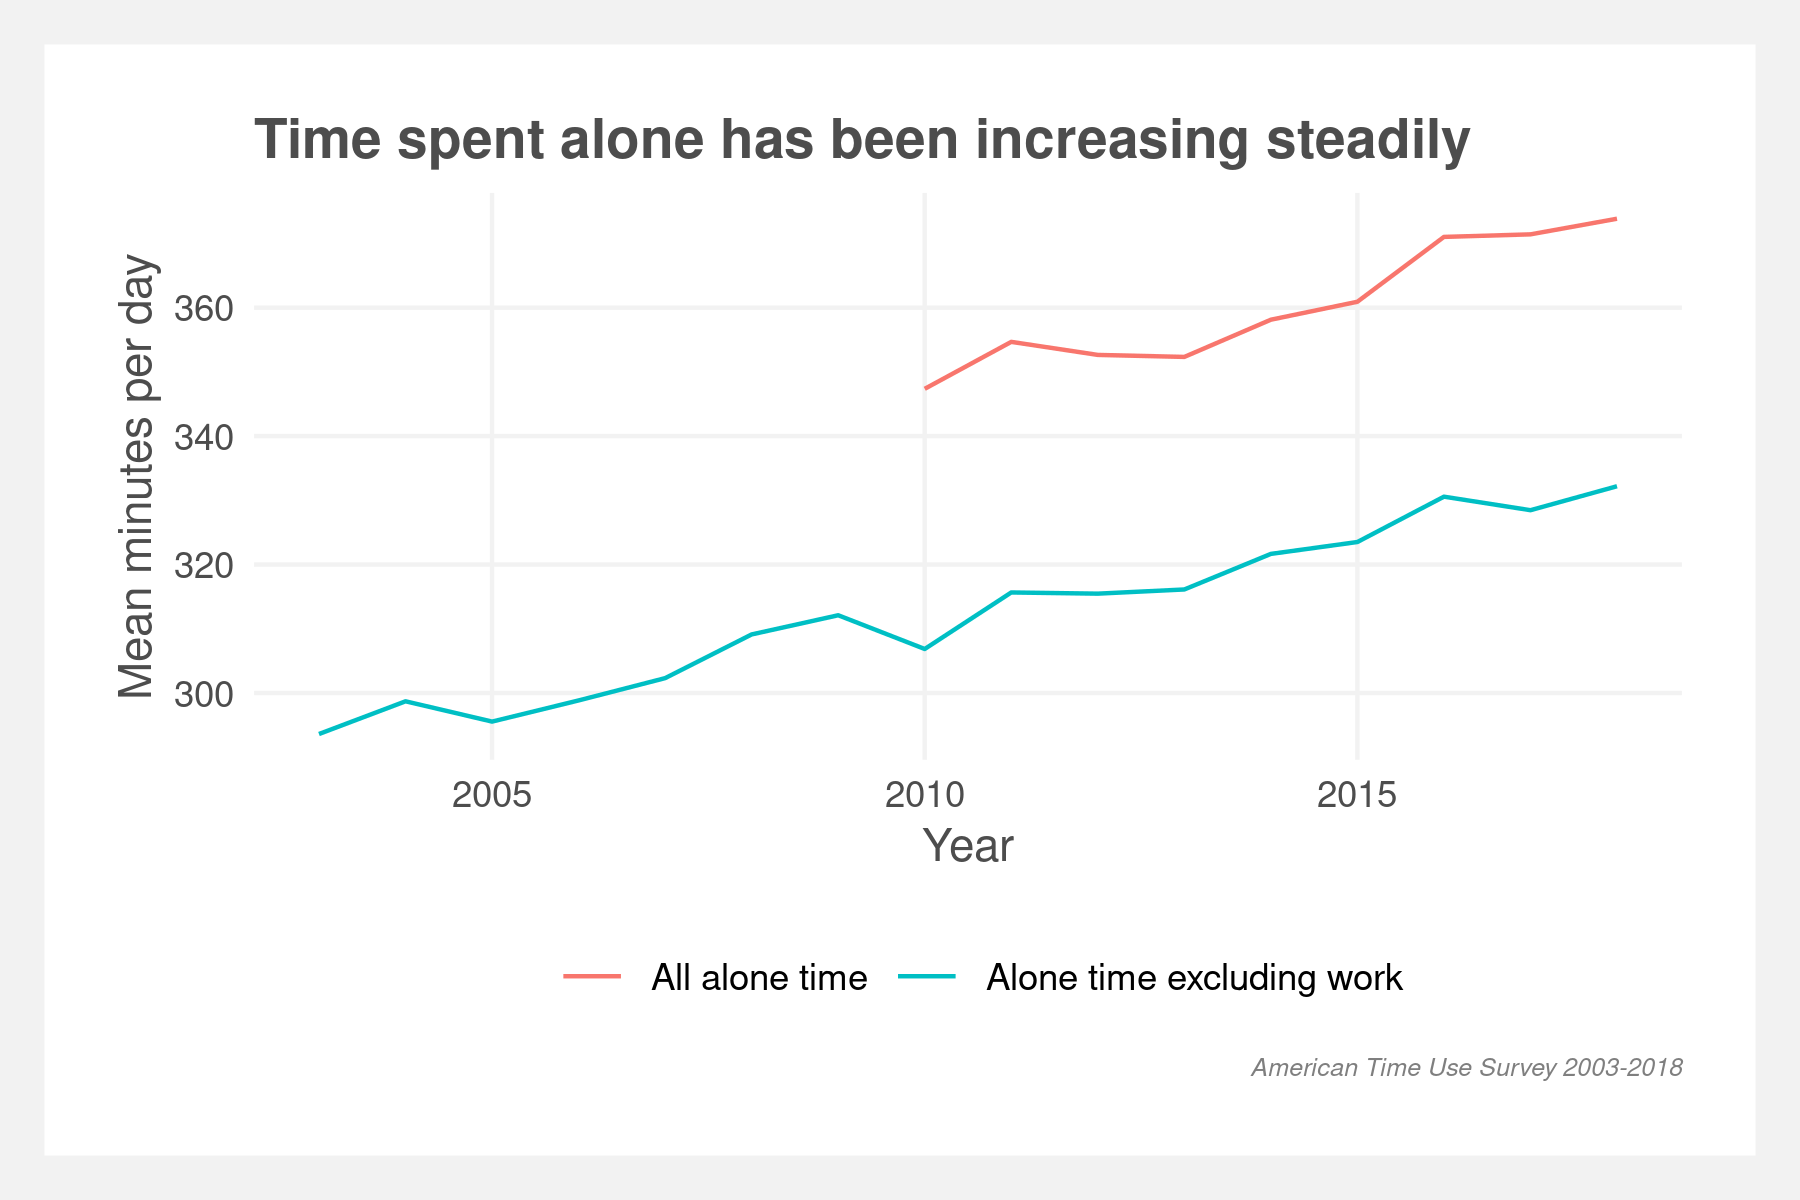 Time spent alone has been increasing steadily
Mean minutes per day
360
340
320
300
2005 2010 2015
Year
All alone time Alone time excluding work
American Time Use Survey 2003-2018